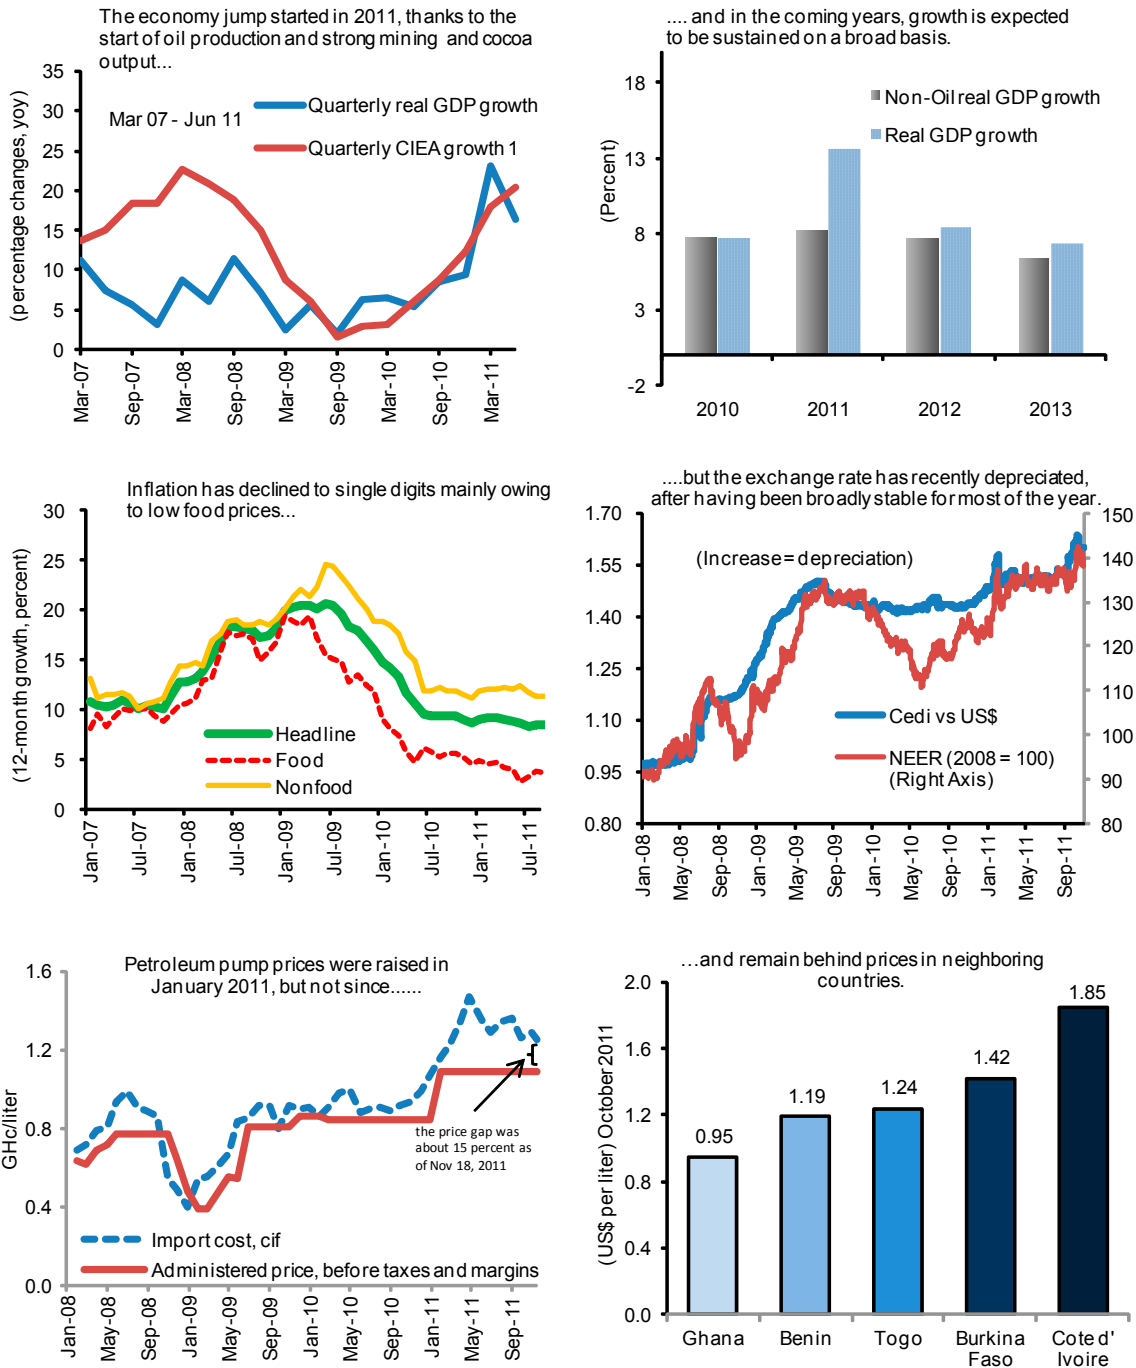 The economy jump started in 2011, thanks to the
start of oil production and strong mining and cocoa
output...
35
30
25
20
15
10
5
0
(percentage changes, yoy)
Mar 07 - Jun 11
Quarterly real GDP growth
Quarterly CIEA growth 1
Mar-07
Sep-07
Mar-08
Sep-08
Mar-09
Sep-09
Mar-10
Sep-10
Mar-11
.... and in the coming years, growth is expected
to be sustained on a broad basis.
18
13
8
3
-2
(Percent)
Non-Oil real GDP growth
Real GDP growth
2010
2011
2012
2013
Inflation has declined to single digits mainly owing
to low food prices...
30
25
20
15
10
5
0
(12-month growth, percent)
Headline
Food
Nonfood
Jan-07
Jul-07
Jan-08
Jul-08
Jan-09
Jul-09
Jan-10
Jul-10
Jan-11
Jul-11
....but the exchange rate has recently depreciated,
after having been broadly stable for most of the year.
1.70
1.55
1.40
1.25
1.10
0.95
0.80
150
140
130
120
110
100
90
80
(Increase = depreciation)
Cedi vs US$
NEER (2008 = 100)
(Right Axis)
Jan-08
May-08
Sep-08
Jan-09
May-09
Sep-09
Jan-10
May-10
Sep-10
Jan-11
May-11
Sep-11
Petroleum pump prices were raised in
January 2011, but not since......
1.6
1.2
0.8
0.4
0.0
GHc/liter
the price gap was
about 15 percent as
of Nov 18, 2011
Import cost, cif
Administered price, before taxes and margins
Jan-08
May-08
Sep-08
Jan-09
May-09
Sep-09
Jan-10
May-10
Sep-10
Jan-11
May-11
Sep-11
...and remain behind prices in neighboring
countries.
2.0
1.6
1.2
0.8
0.4
0.0
(US$ per liter) October 2011
0.95
1.19
1.24
1.42
1.85
Ghana
Benin
Togo
Burkina
Faso
Cote d'
Ivoire